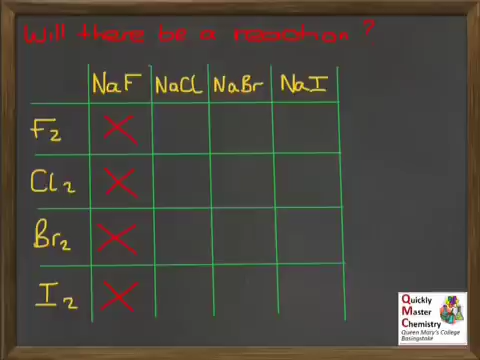 Will there be a reaction?
NaF NaCl NaBr NaI
F2
Cl2
Br2
I2
Quickly
Master
Chemistry
Queen Mary's College
Basingstoke